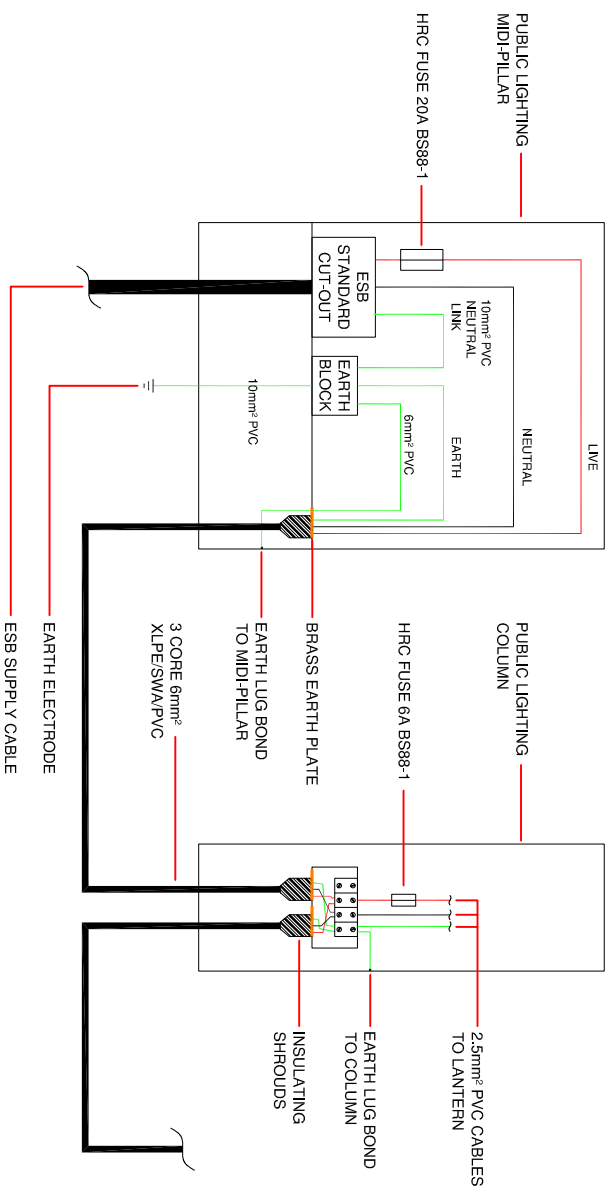 PUBLIC LIGHTING
MIDI-PILLAR
HRC FUSE 20A BS88-1
ESB
STANDARD
CUT-OUT
10mm² PVC
NEUTRAL
LINK
EARTH
BLOCK
LIVE
NEUTRAL
EARTH
6mm² PVC
10mm² PVC
BRASS EARTH PLATE
EARTH LUG BOND
TO MIDI-PILLAR
3 CORE 6mm²
XLPE/SWA/PVC
EARTH ELECTRODE
ESB SUPPLY CABLE
PUBLIC LIGHTING
COLUMN
HRC FUSE 6A BS88-1
2.5mm² PVC CABLES
TO LANTERN
EARTH LUG BOND
TO COLUMN
INSULATING
SHROUDS